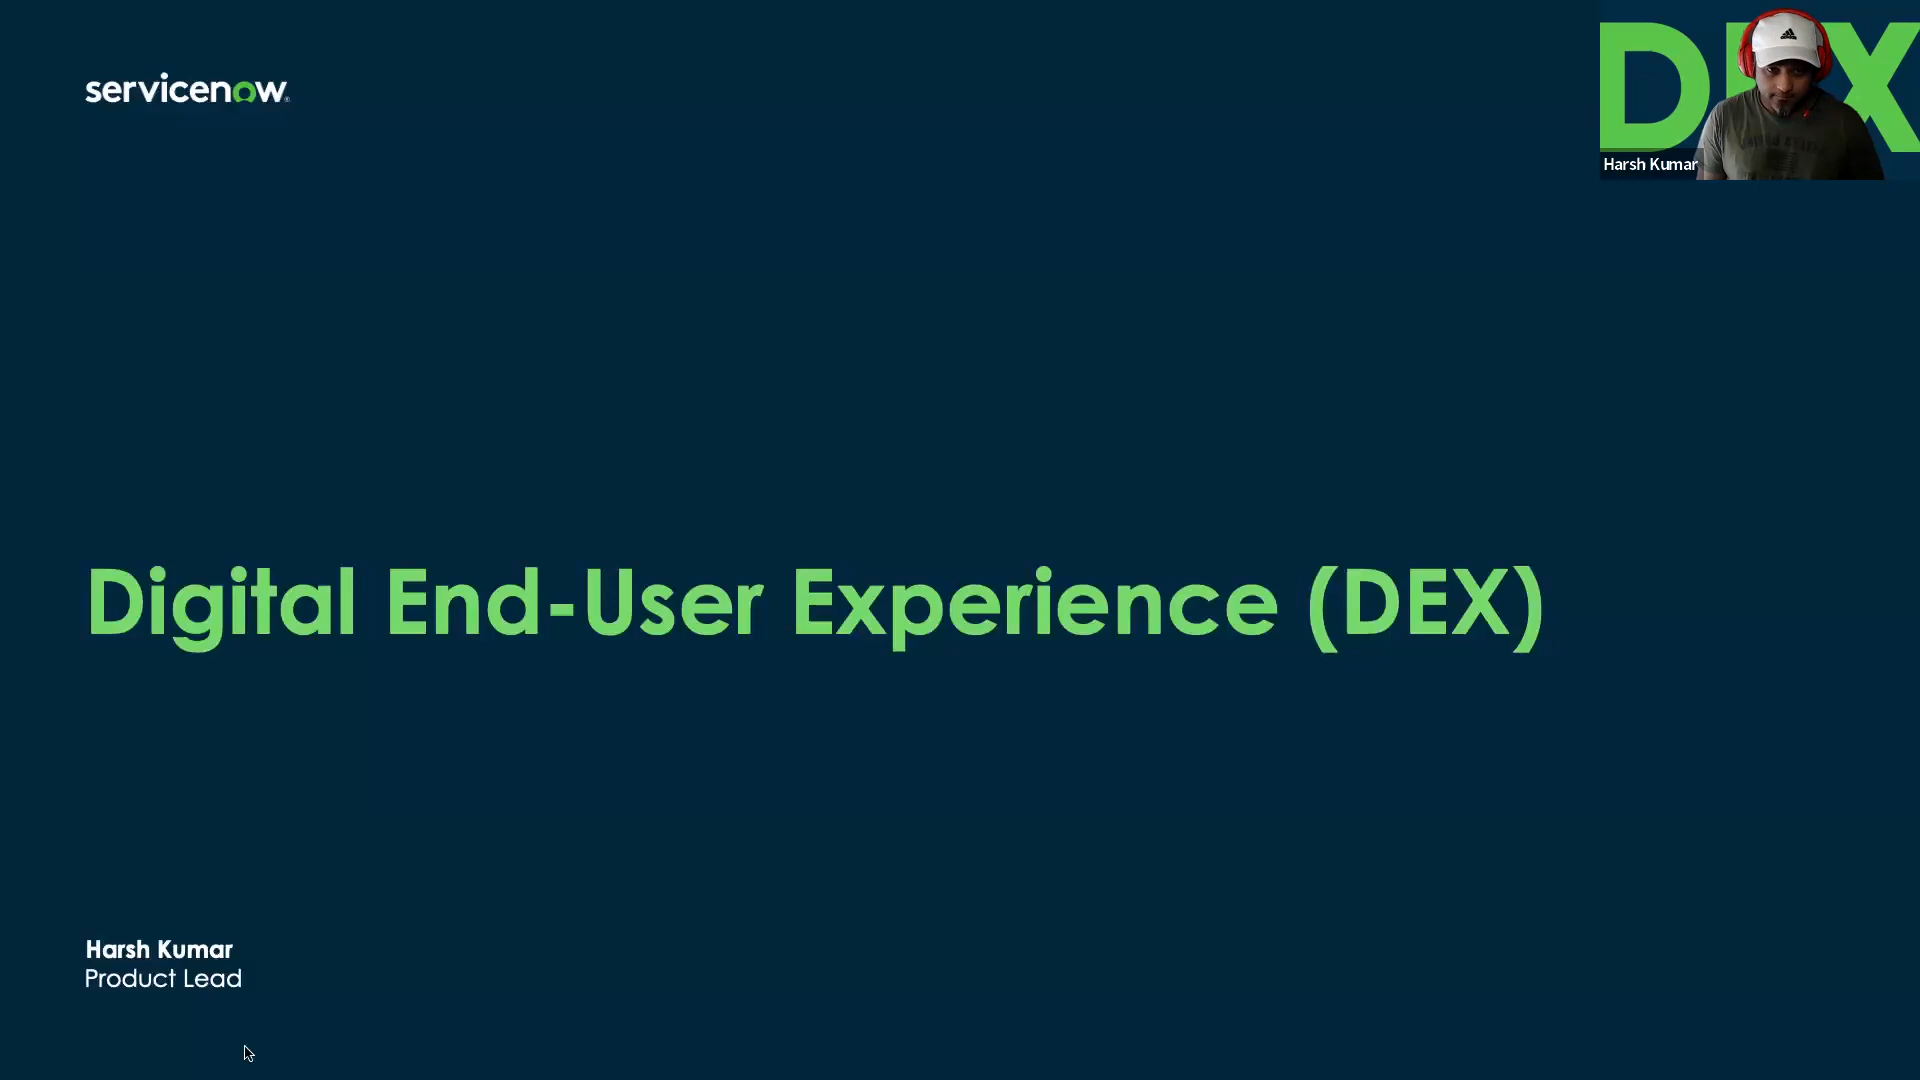 servicenow
DEX
Harsh Kumar
Digital End-User Experience (DEX)
Harsh Kumar
Product Lead